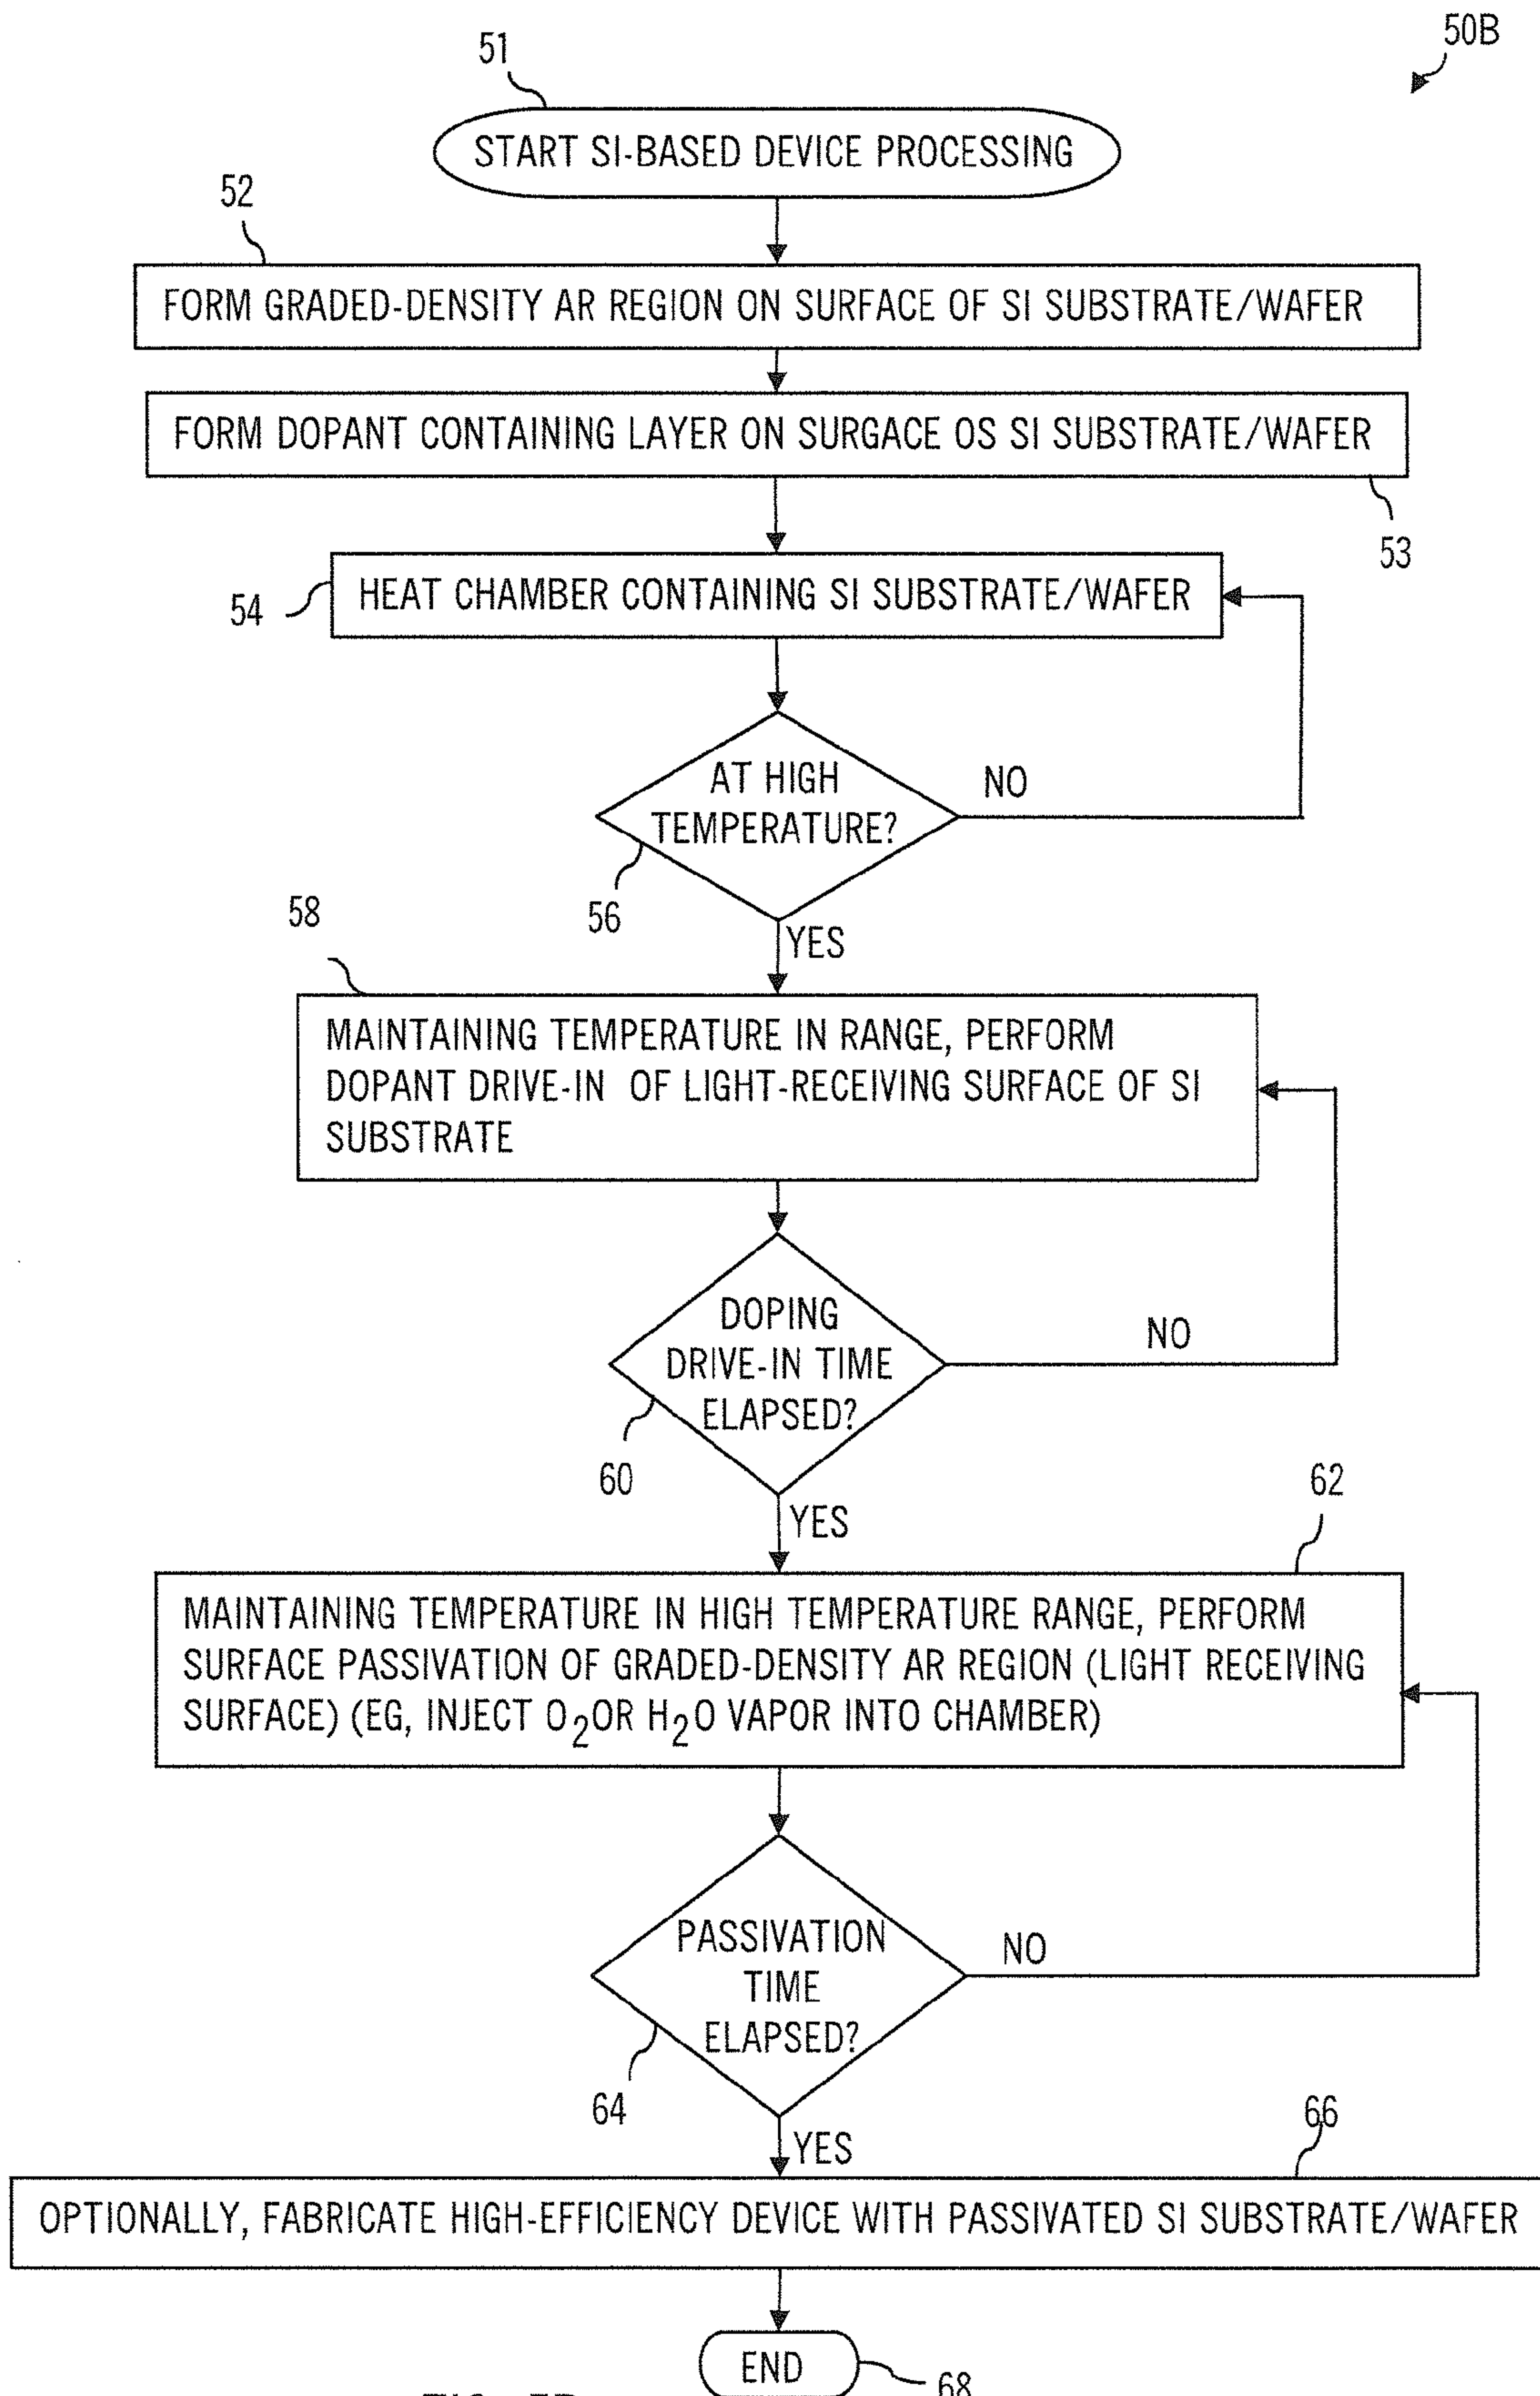 50B
51
START SI-BASED DEVICE PROCESSING
52
FORM GRADED-DENSITY AR REGION ON SURFACE OF SI SUBSTRATE/WAFER
FORM DOPANT CONTAINING LAYER ON SURGACE OS SI SUBSTRATE/WAFER
53
54
HEAT CHAMBER CONTAINING SI SUBSTRATE/WAFER
AT HIGH
TEMPERATURE?
NO
56
YES
58
MAINTAINING TEMPERATURE IN RANGE, PERFORM
DOPANT DRIVE-IN OF LIGHT-RECEIVING SURFACE OF SI
SUBSTRATE
DOPING
DRIVE-IN TIME
ELAPSED?
NO
60
YES
62
MAINTAINING TEMPERATURE IN HIGH TEMPERATURE RANGE, PERFORM
SURFACE PASSIVATION OF GRADED-DENSITY AR REGION (LIGHT RECEIVING
SURFACE) (EG, INJECT O2OR H2O VAPOR INTO CHAMBER)
PASSIVATION
TIME
ELAPSED?
NO
64
YES
66
OPTIONALLY, FABRICATE HIGH-EFFICIENCY DEVICE WITH PASSIVATED SI SUBSTRATE/WAFER
END
68